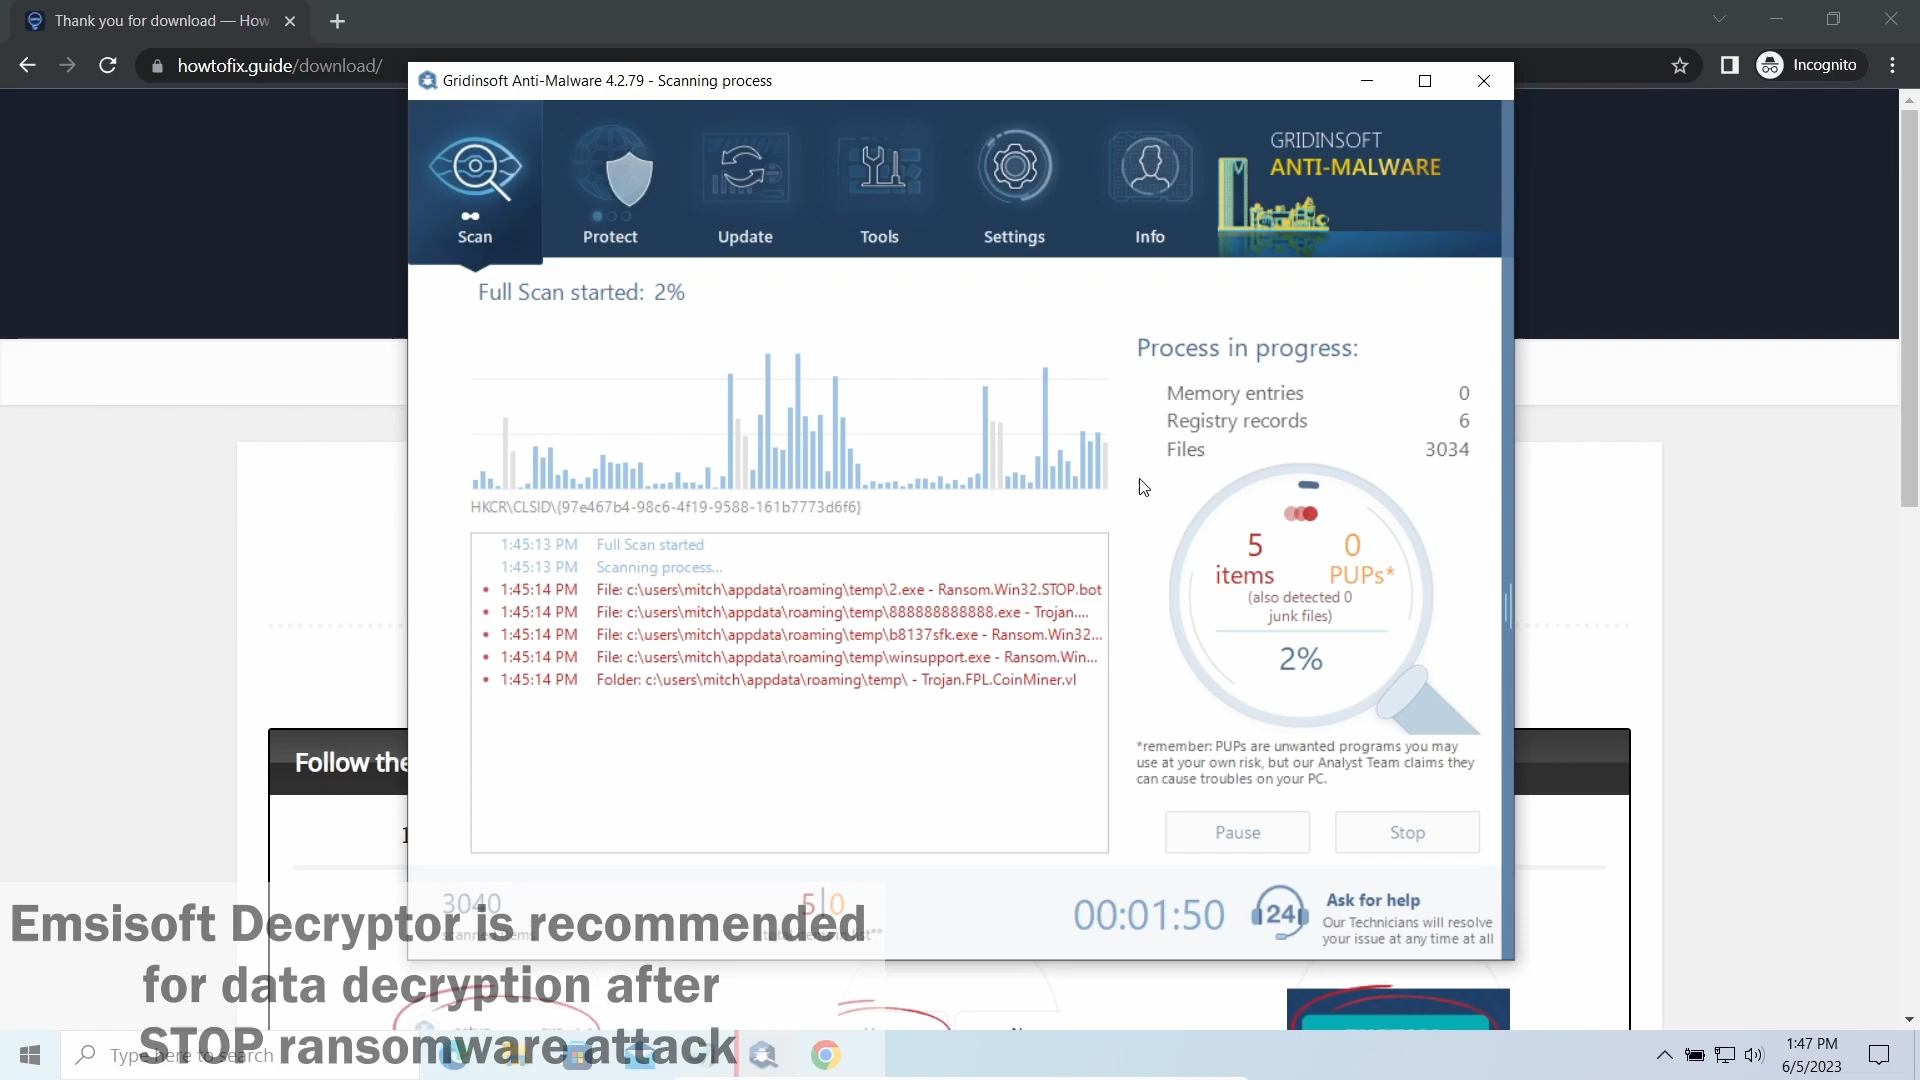 Thank you for download — How
howtofix.guide/download/
Incognito
Gridinsoft Anti-Malware 4.2.79 - Scanning process
GRIDINSOFT
ANTI-MALWARE
Scan
Protect
Update
Tools
Settings
Info
Full Scan started: 2%
Process in progress:
Memory entries 0
Registry records 6
Files 3034
HKCR\CLSID\{97e467b4-98c6-4f19-9588-161b7773d6f6}
1:45:13 PM Full Scan started
1:45:13 PM Scanning process...
1:45:14 PM File: c:\users\mitch\appdata\roaming\temp\2.exe - Ransom.Win32.STOP.bot
1:45:14 PM File: c:\users\mitch\appdata\roaming\temp\888888888888.exe - Trojan....
1:45:14 PM File: c:\users\mitch\appdata\roaming\temp\b8137sfk.exe - Ransom.Win32...
1:45:14 PM File: c:\users\mitch\appdata\roaming\temp\winsupport.exe - Ransom.Win...
1:45:14 PM Folder: c:\users\mitch\appdata\roaming\temp\ - Trojan.FPL.CoinMiner.vl
5 0
items PUPs*
(also detected 0
junk files)
2%
*remember: PUPs are unwanted programs you may
use at your own risk, but our Analyst Team claims they
can cause troubles on your PC.
Pause
Stop
Follow the
3040
5|0
00:01:50
24
Ask for help
Our Technicians will resolve
your issue at any time at all
Emsisoft Decryptor is recommended
for data decryption after
STOP ransomware attack
Type here to search
1:47 PM
6/5/2023